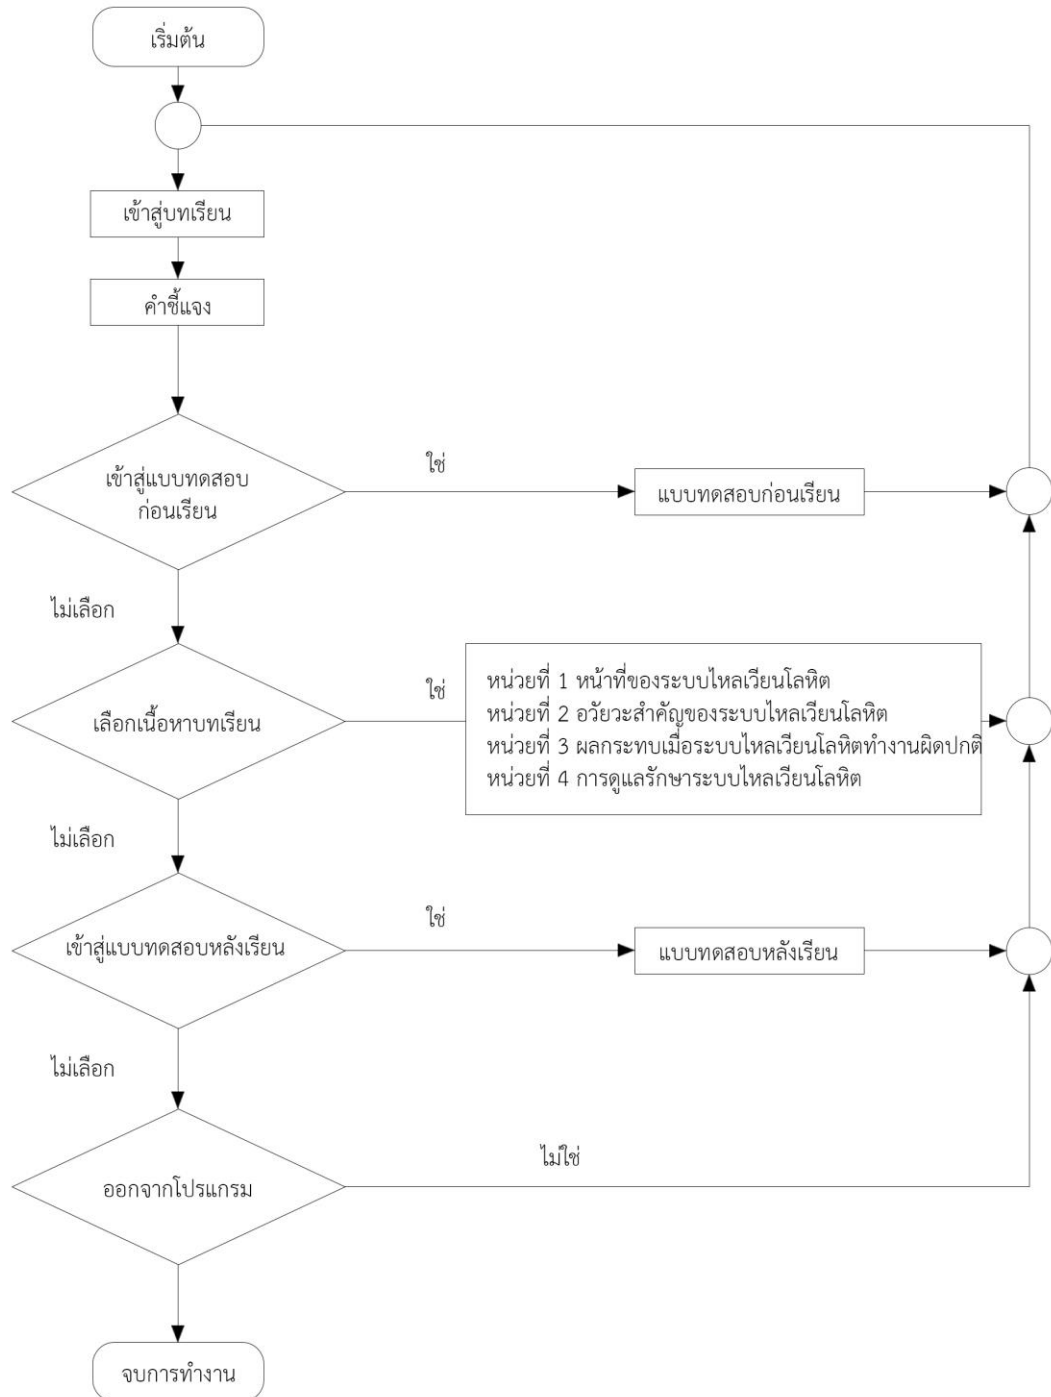 เริ่มต้น
เข้าสู่บทเรียน
คำชี้แจง
เข้าสู่แบบทดสอบ
ก่อนเรียน
ใช่
แบบทดสอบก่อนเรียน
ไม่เลือก
เลือกเนื้อหาบทเรียน
ใช่
หน่วยที่ 1 หน้าที่ของระบบไหลเวียนโลหิต
หน่วยที่ 2 อวัยวะสำคัญของระบบไหลเวียนโลหิต
หน่วยที่ 3 ผลกระทบเมื่อระบบไหลเวียนโลหิตทำงานผิดปกติ
หน่วยที่ 4 การดูแลรักษาระบบไหลเวียนโลหิต
ไม่เลือก
เข้าสู่แบบทดสอบหลังเรียน
ใช่
แบบทดสอบหลังเรียน
ไม่เลือก
ออกจากโปรแกรม
ไม่ใช่
จบการทำงาน